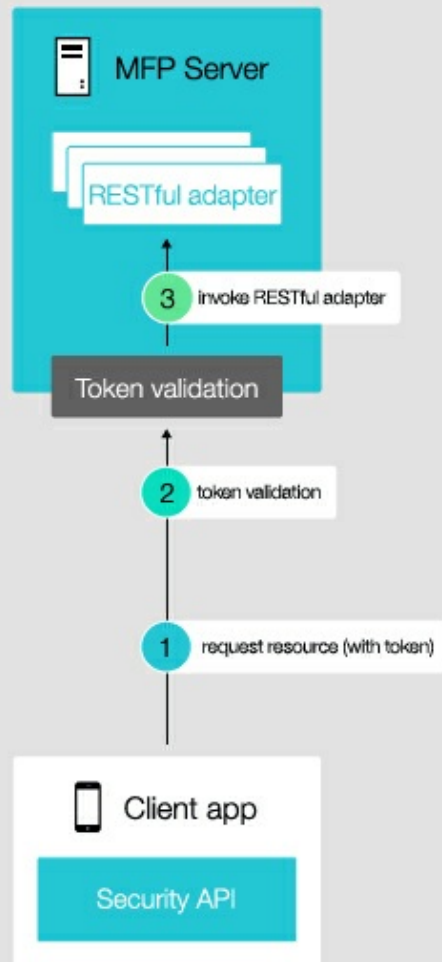 MFP Server
RESTful adapter
3 invoke RESTful adapter
Token validation
2 token validation
1 request resource (with token)
Client app
Security API